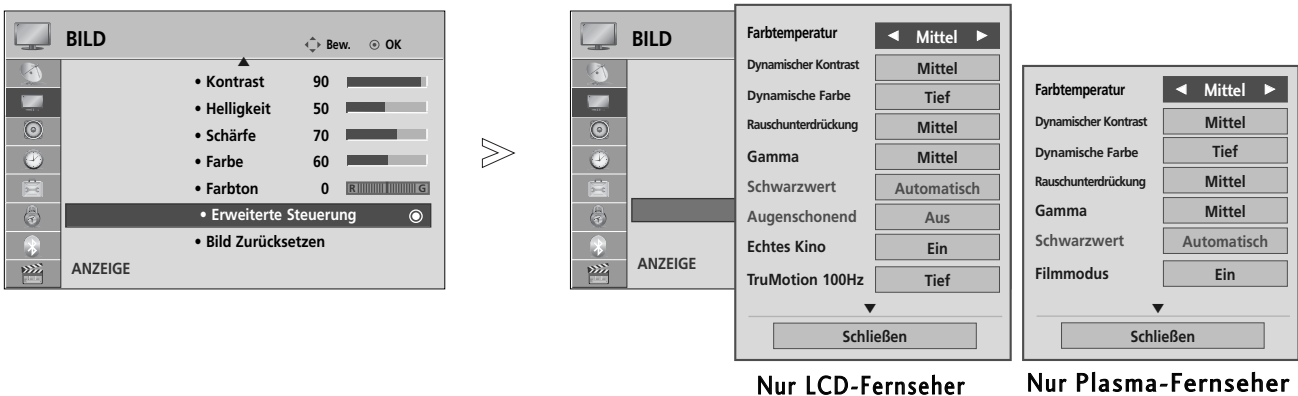 BILD
Bew. OK
• Kontrast 90
• Helligkeit 50
• Schärfe 70
• Farbe 60
• Farbton 0 R G
• Erweiterte Steuerung
• Bild Zurücksetzen
ANZEIGE
BILD
ANZEIGE
Farbtemperatur Mittel
Dynamischer Kontrast Mittel
Dynamische Farbe Tief
Rauschunterdrückung Mittel
Gamma Mittel
Schwarzwert Automatisch
Augenschonend Aus
Echtes Kino Ein
TruMotion 100Hz Tief
Schließen
Nur LCD-Fernseher
Farbtemperatur Mittel
Dynamischer Kontrast Mittel
Dynamische Farbe Tief
Rauschunterdrückung Mittel
Gamma Mittel
Schwarzwert Automatisch
Filmmodus Ein
Schließen
Nur Plasma-Fernseher